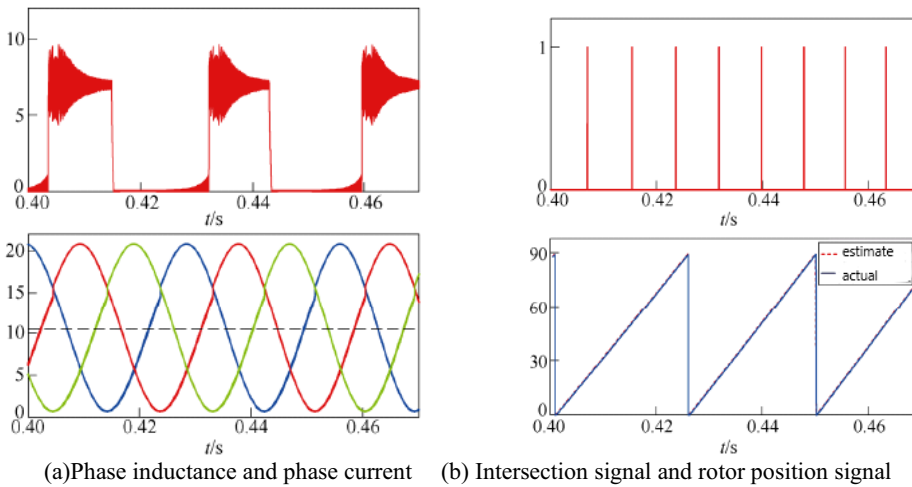 10
5
0
0.40 0.42 0.44 0.46
t/s
20
15
10
5
0
0.40 0.42 0.44 0.46
t/s
(a)Phase inductance and phase current
1
0
0.40 0.42 0.44 0.46
t/s
90
60
30
0
0.40 0.42 0.44 0.46
t/s
estimate
actual
(b) Intersection signal and rotor position signal